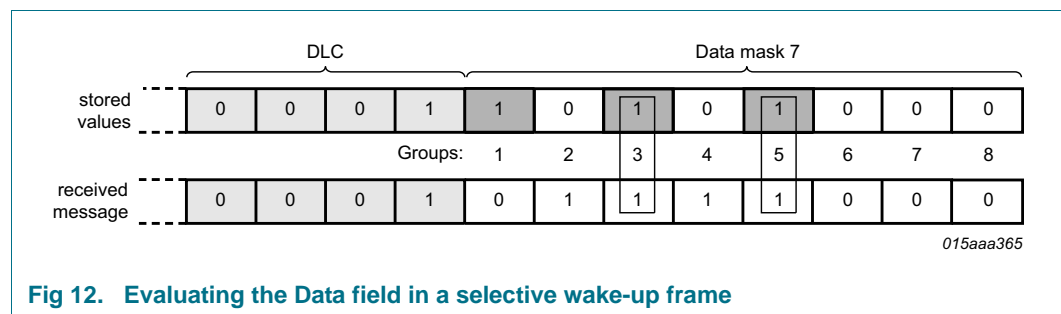 DLC Data mask 7
stored values 0 0 0 1 1 0 1 0 1 0 0 0
Groups: 1 2 3 4 5 6 7 8
received message 0 0 0 1 0 1 1 1 1 0 0 0
015aaa365
Fig 12. Evaluating the Data field in a selective wake-up frame